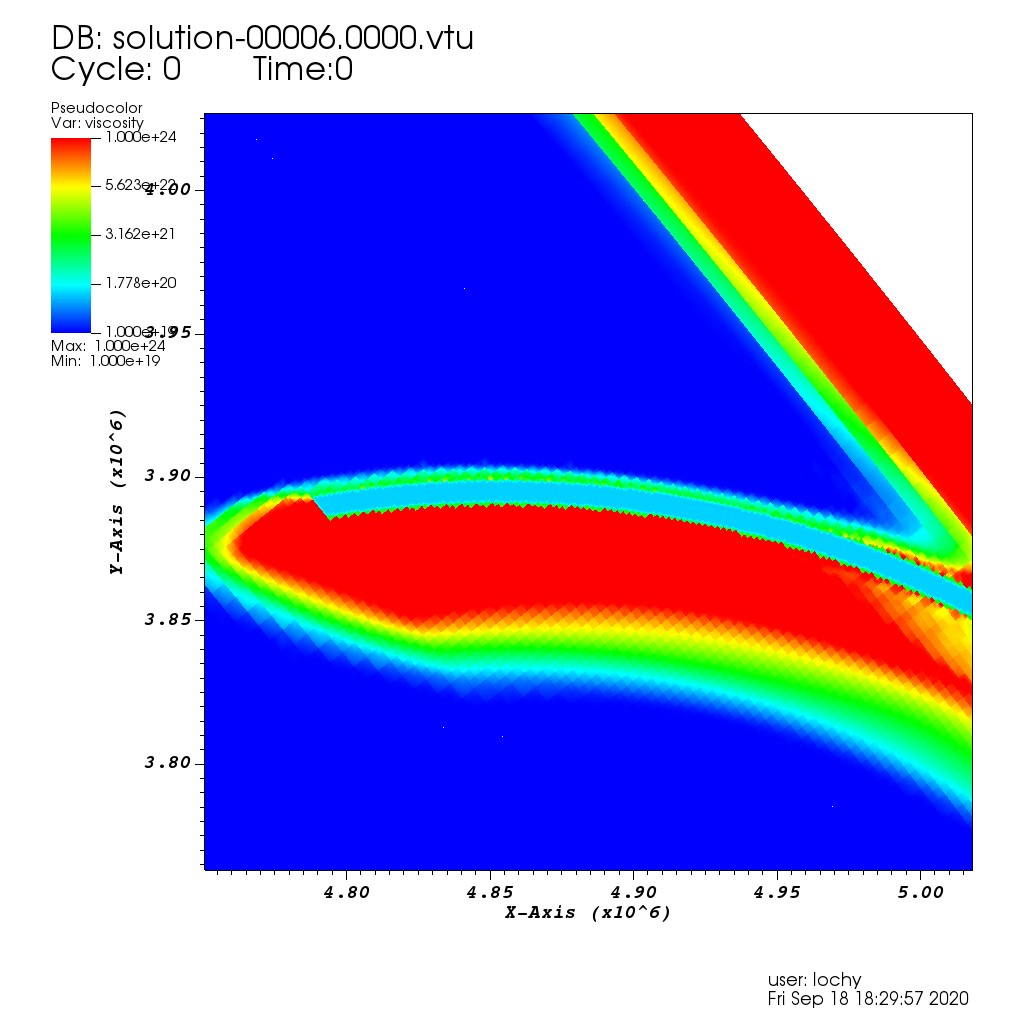 DB: solution-00006.0000.vtu
Cycle: 0 Time:0
Pseudocolor
Var: viscosity
1.000e+24
5.623e+22
3.162e+21
1.778e+20
1.000e+19
Max: 1.000e+24
Min: 1.000e+19
4.00
3.95
3.90
3.85
3.80
Y-Axis (x10^6)
4.80 4.85 4.90 4.95 5.00
X-Axis (x10^6)
user: lochy
Fri Sep 18 18:29:57 2020